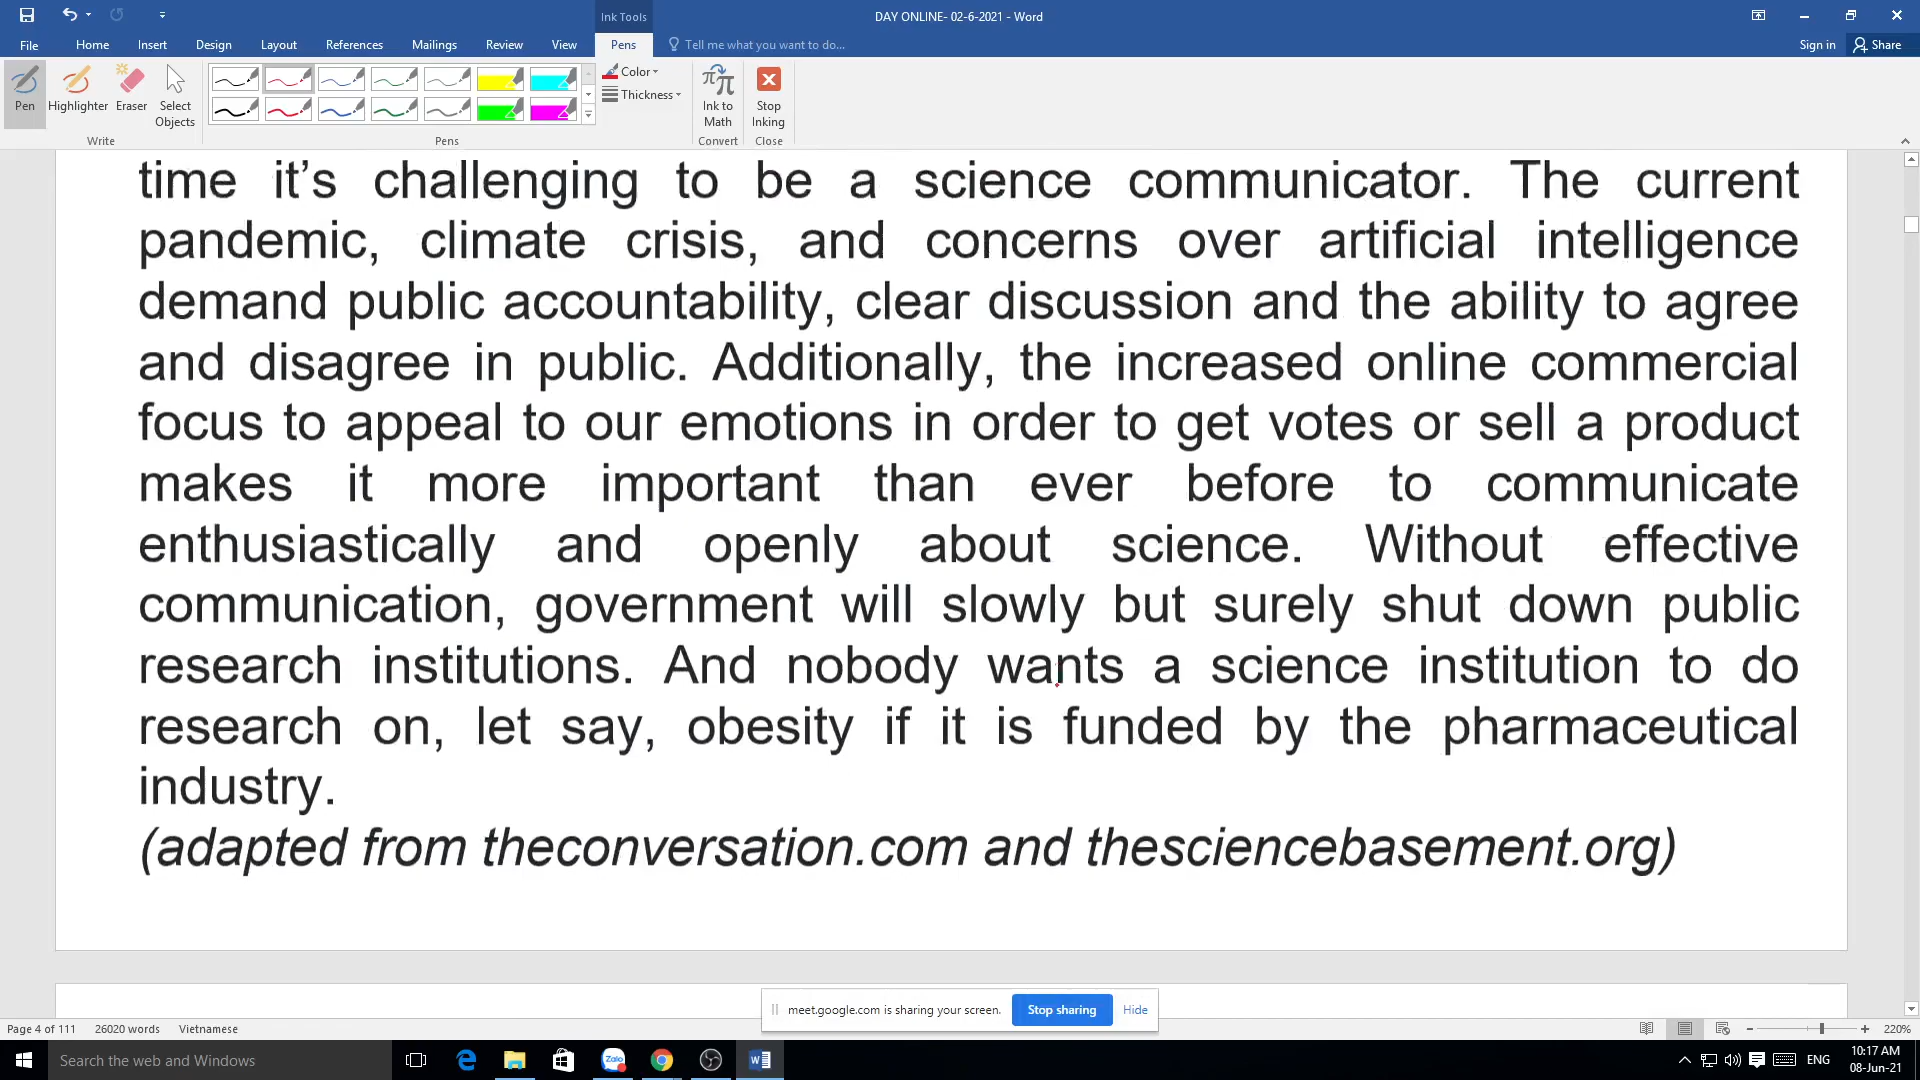 Ink Tools
DAY ONLINE- 02-6-2021 - Word
File Home Insert Design Layout References Mailings Review View Pens Tell me what you want to do... Sign in Share
Pen Highlighter Eraser Select Objects
Color
Thickness
Ink to Math
Stop Inking
Write Pens Convert Close
time it’s challenging to be a science communicator. The current
pandemic, climate crisis, and concerns over artificial intelligence
demand public accountability, clear discussion and the ability to agree
and disagree in public. Additionally, the increased online commercial
focus to appeal to our emotions in order to get votes or sell a product
makes it more important than ever before to communicate
enthusiastically and openly about science. Without effective
communication, government will slowly but surely shut down public
research institutions. And nobody wants a science institution to do
research on, let say, obesity if it is funded by the pharmaceutical
industry.
(adapted from theconversation.com and thesciencebasement.org)
meet.google.com is sharing your screen. Stop sharing Hide
Page 4 of 111 26020 words Vietnamese 220%
Search the web and Windows
Zalo
ENG
10:17 AM
08-Jun-21